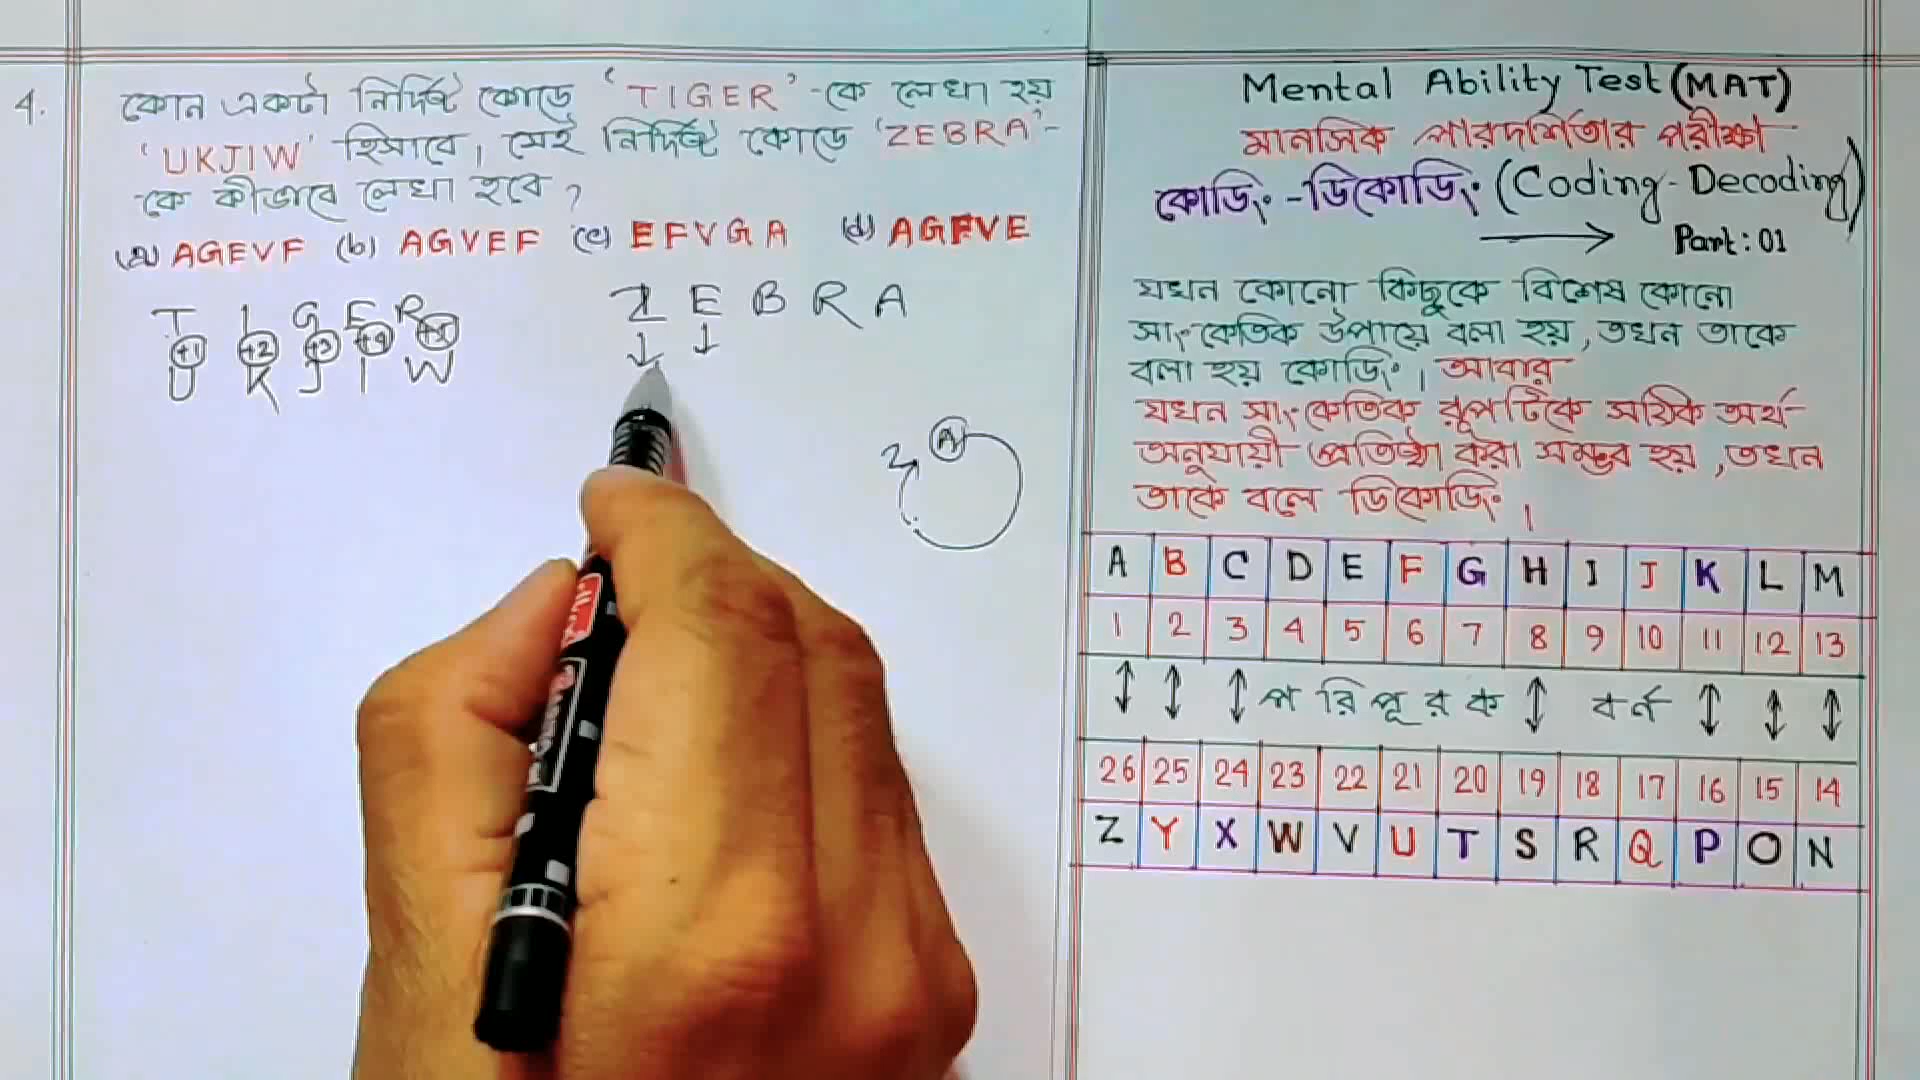 4. কোন একটা নির্দিষ্ট কোডে 'TIGER'-কে লেখা হয়
'UKJIW' হিসাবে, সেই নির্দিষ্ট কোডে 'ZEBRA'-
কে কীভাবে লেখা হবে?
(a) AGEVF (b) AGVEF (c) EFVGA (d) AGFVE
T I G E R
+1 +2 +3 +4 +5
U K J I W
Z E B R A
Z A
Mental Ability Test (MAT)
মানসিক পারদর্শিতার পরীক্ষা
কোডিং-ডিকোডিং (Coding-Decoding)
Part: 01
যখন কোনো কিছুকে বিশেষ কোনো
সাংকেতিক উপায়ে বলা হয়, তখন তাকে
বলা হয় কোডিং। আবার
যখন সাংকেতিক রূপটিকে সঠিক অর্থ
অনুযায়ী প্রতিষ্ঠা করা সম্ভব হয়, তখন
তাকে বলে ডিকোডিং।
A B C D E F G H I J K L M
1 2 3 4 5 6 7 8 9 10 11 12 13
পরিপূরক বর্ন
26 25 24 23 22 21 20 19 18 17 16 15 14
Z Y X W V U T S R Q P O N